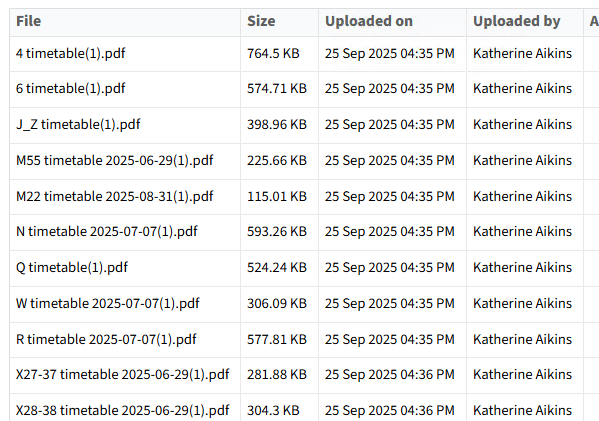 File Size Uploaded on Uploaded by A
4 timetable(1).pdf 764.5 KB 25 Sep 2025 04:35 PM Katherine Aikins
6 timetable(1).pdf 574.71 KB 25 Sep 2025 04:35 PM Katherine Aikins
J_Z timetable(1).pdf 398.96 KB 25 Sep 2025 04:35 PM Katherine Aikins
M55 timetable 2025-06-29(1).pdf 225.66 KB 25 Sep 2025 04:35 PM Katherine Aikins
M22 timetable 2025-08-31(1).pdf 115.01 KB 25 Sep 2025 04:35 PM Katherine Aikins
N timetable 2025-07-07(1).pdf 593.26 KB 25 Sep 2025 04:35 PM Katherine Aikins
Q timetable(1).pdf 524.24 KB 25 Sep 2025 04:35 PM Katherine Aikins
W timetable 2025-07-07(1).pdf 306.09 KB 25 Sep 2025 04:35 PM Katherine Aikins
R timetable 2025-07-07(1).pdf 577.81 KB 25 Sep 2025 04:35 PM Katherine Aikins
X27-37 timetable 2025-06-29(1).pdf 281.88 KB 25 Sep 2025 04:36 PM Katherine Aikins
X28-38 timetable 2025-06-29(1).pdf 304.3 KB 25 Sep 2025 04:36 PM Katherine Aikins